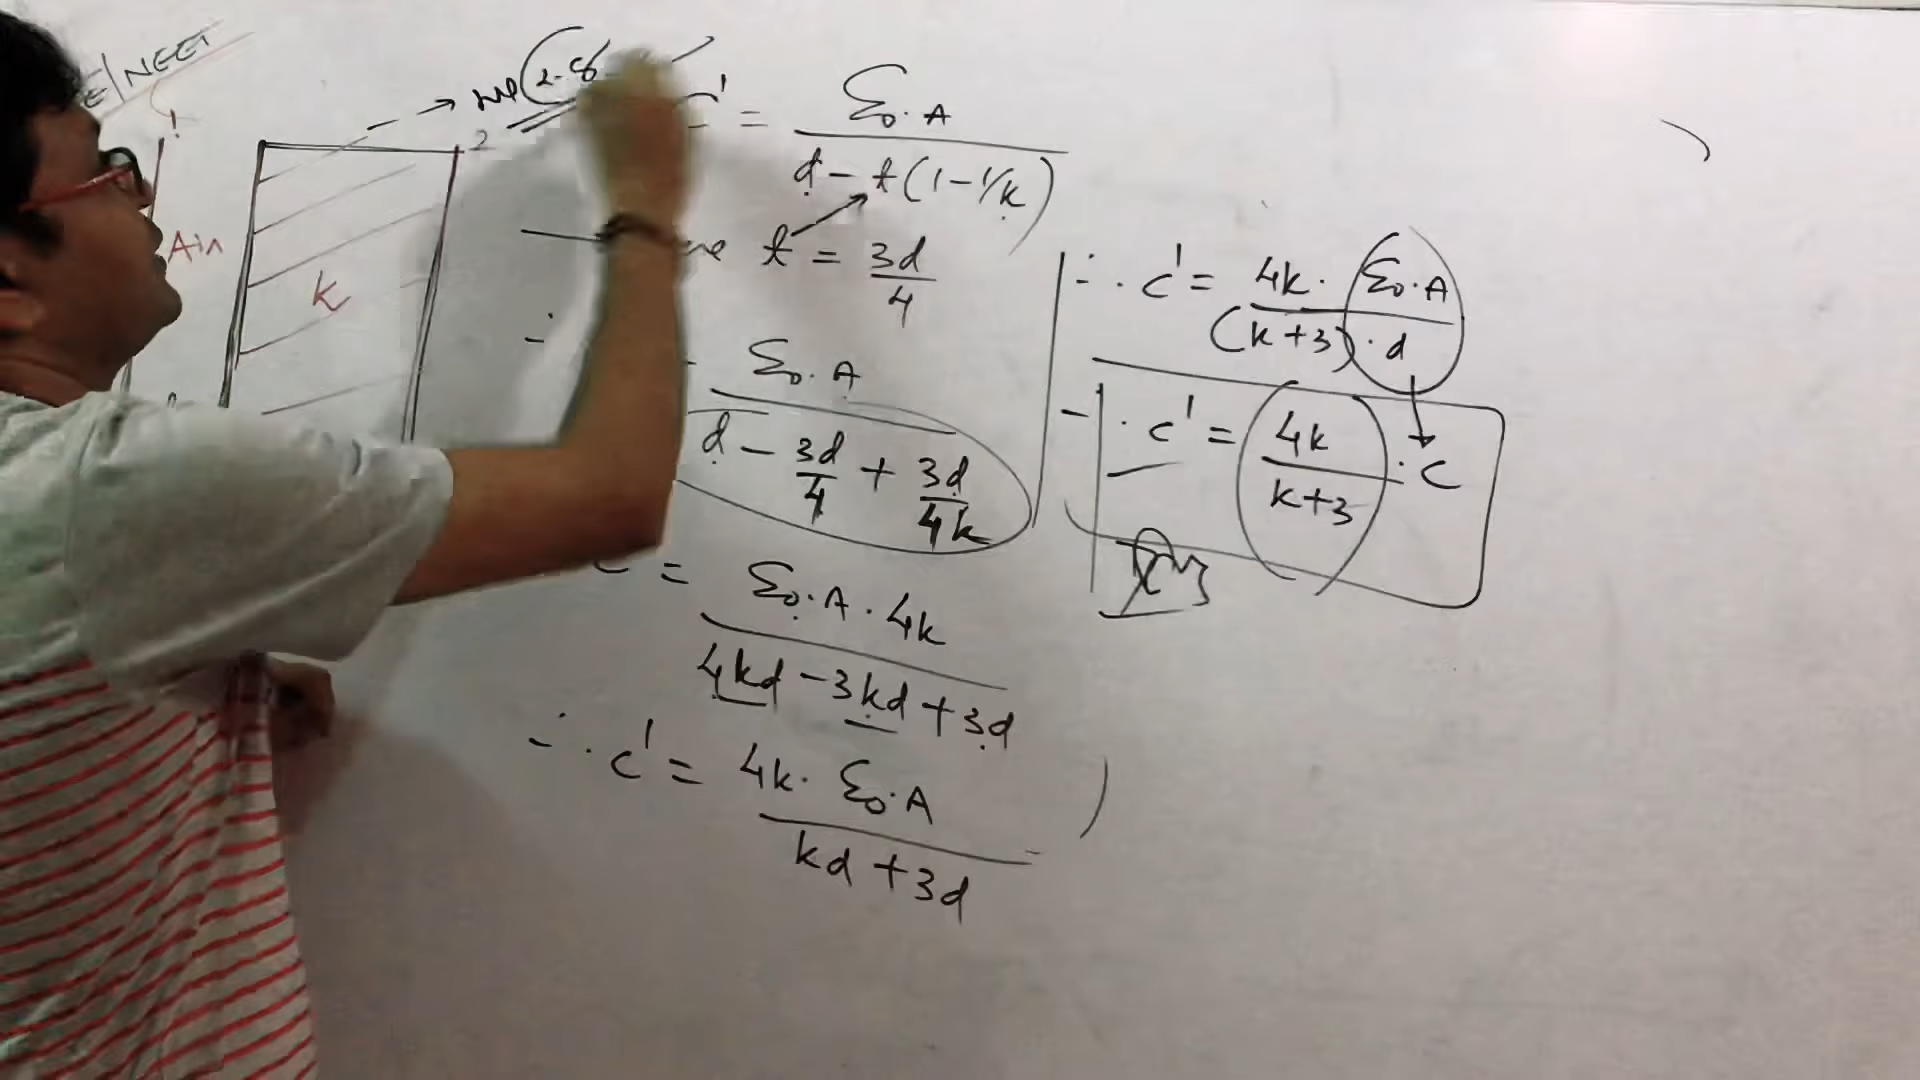 E/NEET
Air
K
2
C' = ε₀.A / d - t(1-1/k)
t = 3d/4
ε₀.A / d - 3d/4 + 3d/4k
= ε₀.A.4k / 4kd - 3kd + 3d
∴ c' = 4k. ε₀.A / kd + 3d
∴ c' = 4k. ε₀.A / (k+3).d
∴ c' = 4k / k+3 . C